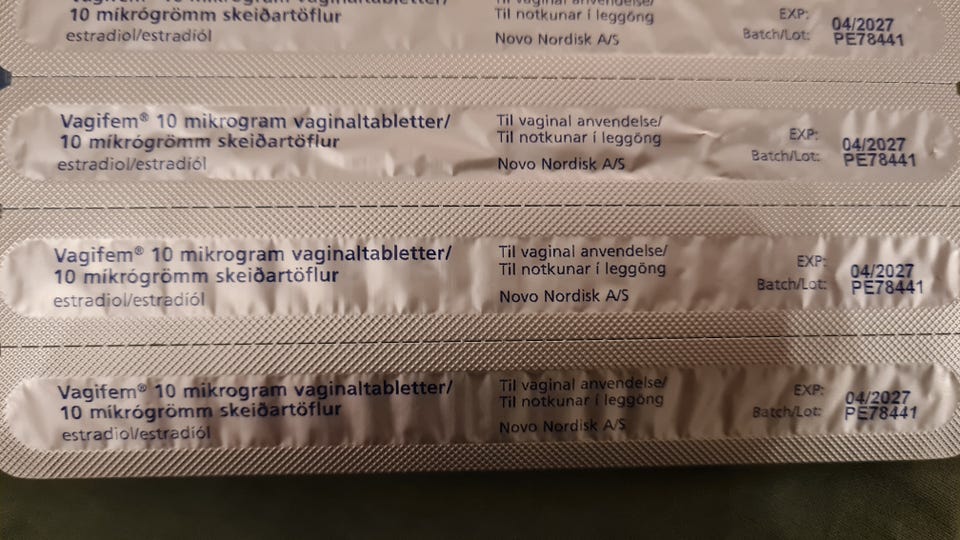 10 míkrógrömm skeiðartöflur
estradiol/estradíól
Til notkunar í leggöng
Novo Nordisk A/S
EXP: 04/2027
Batch/Lot: PE78441
Vagifem® 10 mikrogram vaginaltabletter/
10 míkrógrömm skeiðartöflur
estradiol/estradíól
Til vaginal anvendelse/
Til notkunar í leggöng
Novo Nordisk A/S
EXP: 04/2027
Batch/Lot: PE78441
Vagifem® 10 mikrogram vaginaltabletter/
10 míkrógrömm skeiðartöflur
estradiol/estradíól
Til vaginal anvendelse/
Til notkunar í leggöng
Novo Nordisk A/S
EXP: 04/2027
Batch/Lot: PE78441
Vagifem® 10 mikrogram vaginaltabletter/
10 míkrógrömm skeiðartöflur
estradiol/estradíól
Til vaginal anvendelse/
Til notkunar í leggöng
Novo Nordisk A/S
EXP: 04/2027
Batch/Lot: PE78441